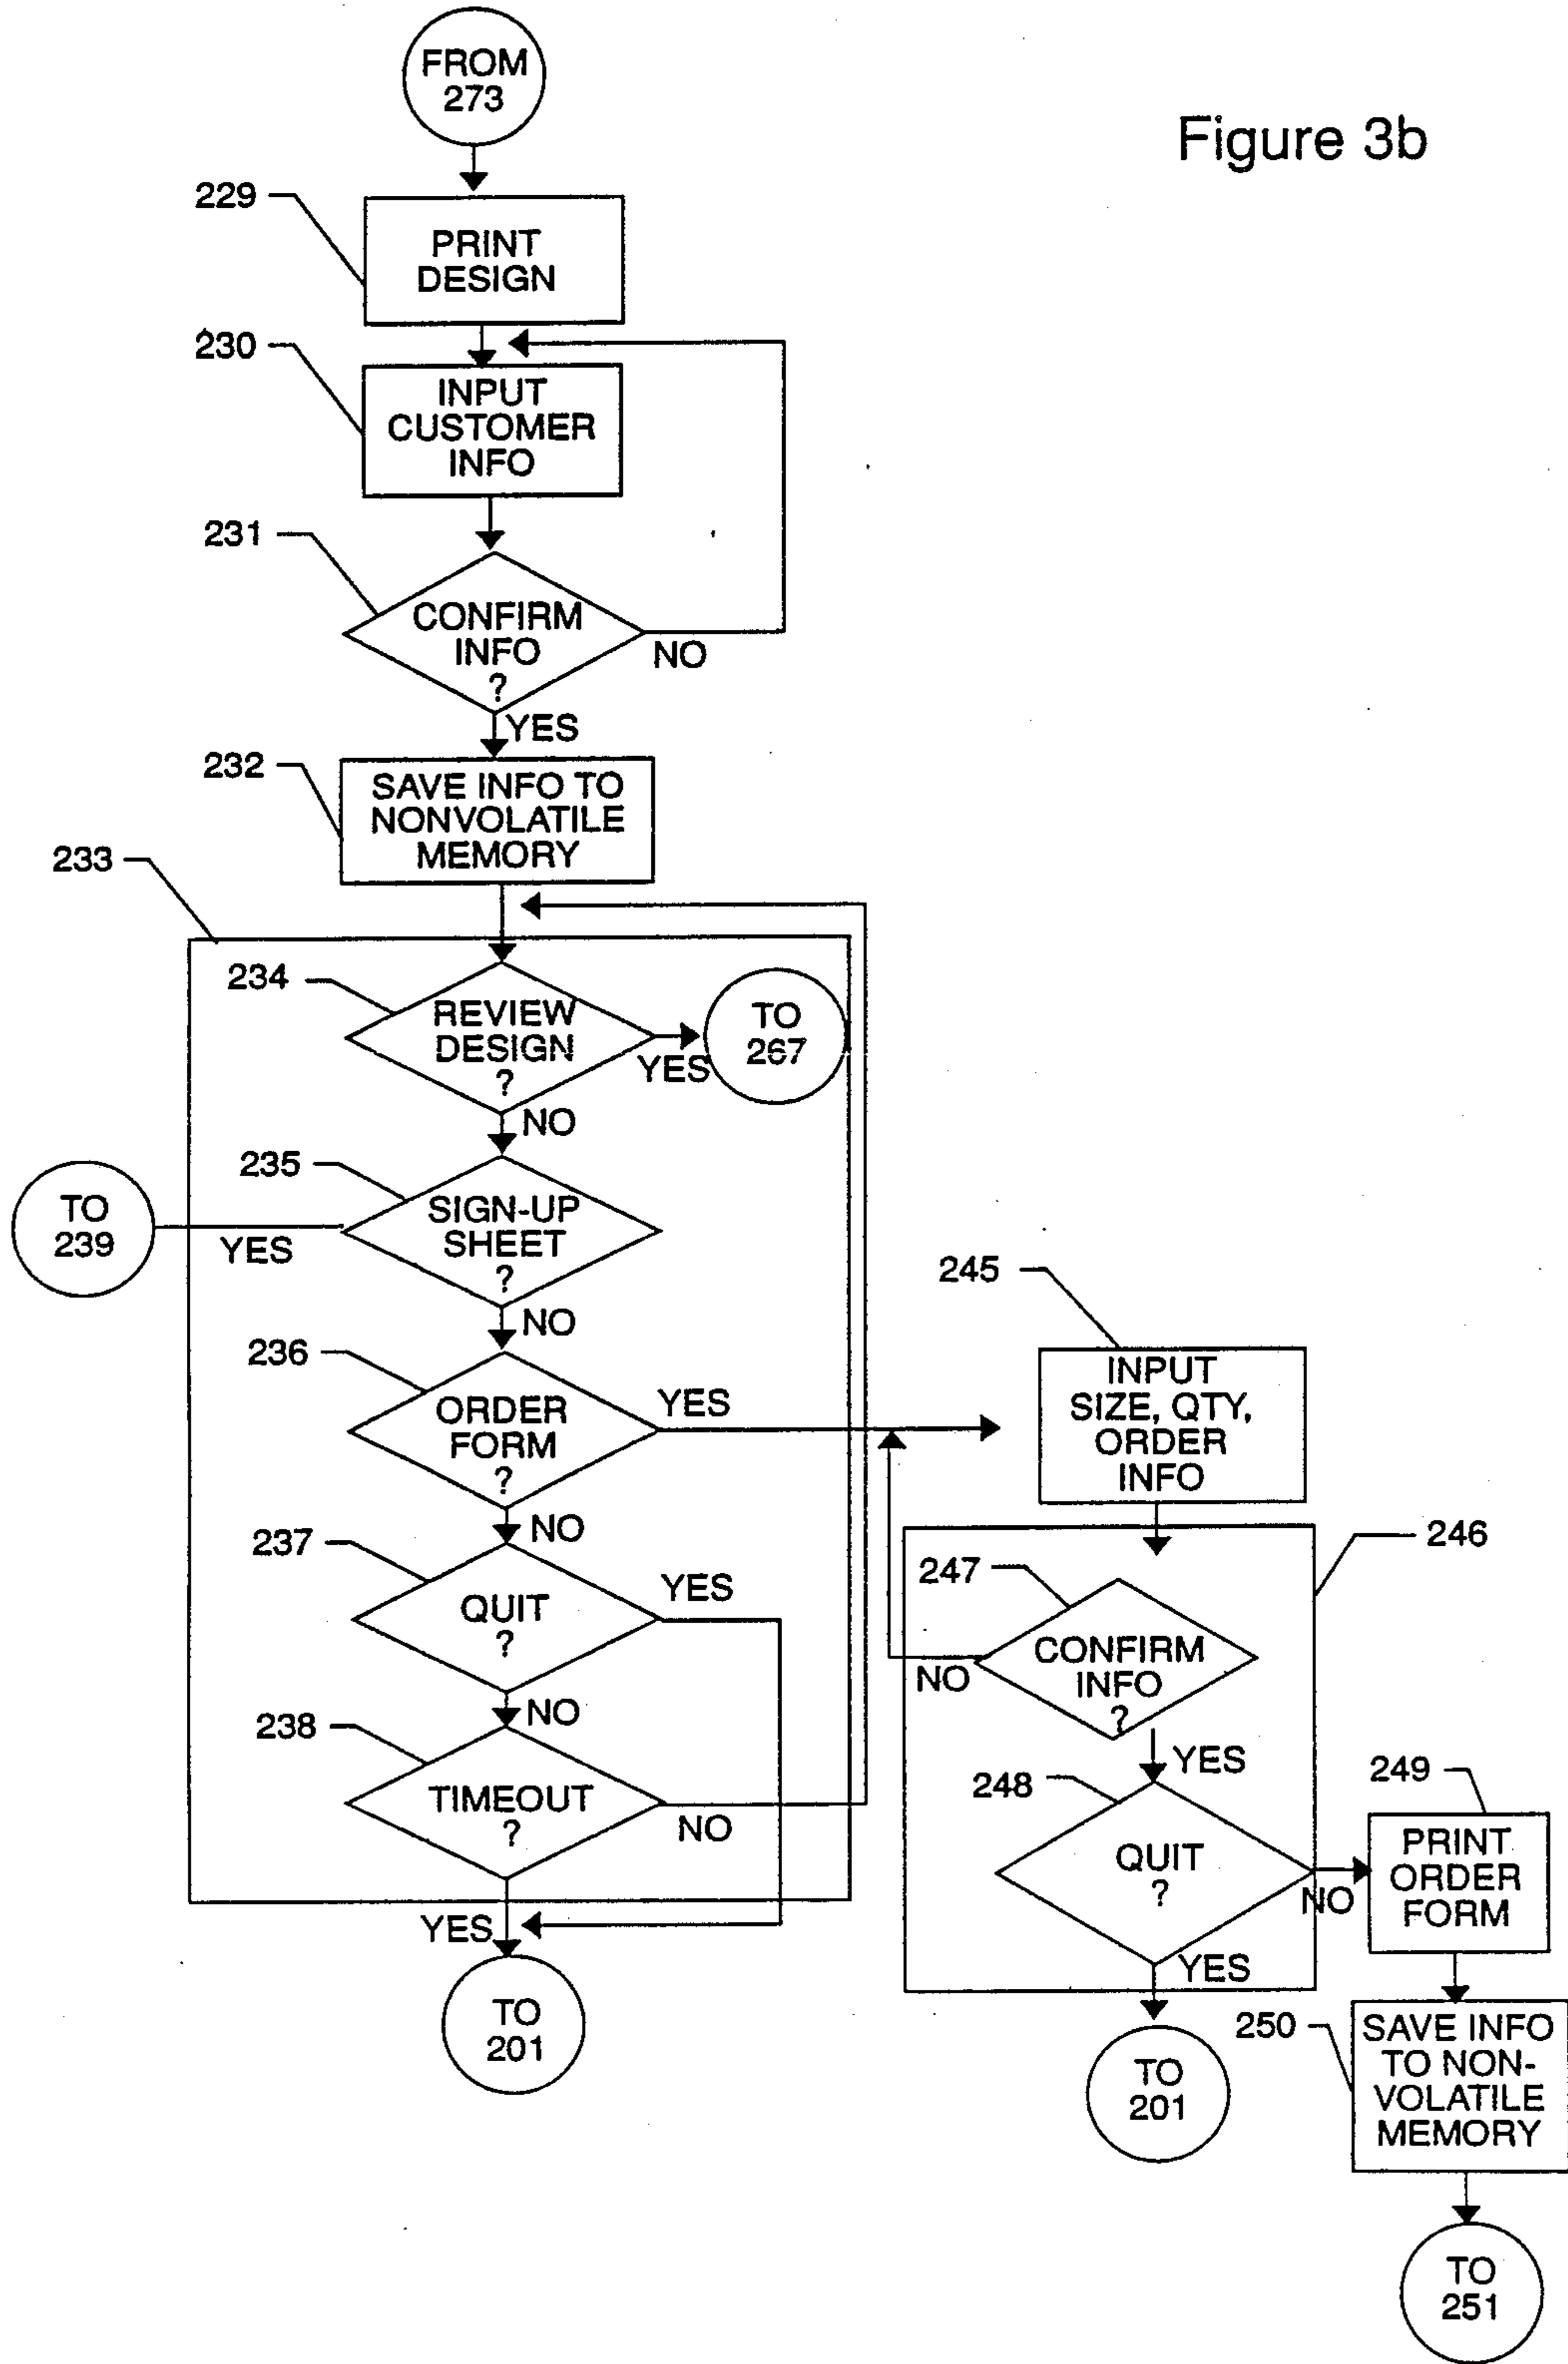 FROM
273
Figure 3b
229
PRINT
DESIGN
230
INPUT
CUSTOMER
INFO
231
CONFIRM
INFO
?
NO
YES
232
SAVE INFO TO
NONVOLATILE
MEMORY
233
234
REVIEW
DESIGN
?
YES
TO
267
NO
235
SIGN-UP
SHEET
?
YES
TO
239
NO
236
ORDER
FORM
?
YES
NO
237
QUIT
?
YES
NO
238
TIMEOUT
?
NO
YES
TO
201
245
INPUT
SIZE, QTY,
ORDER
INFO
246
247
CONFIRM
INFO
?
NO
YES
248
QUIT
?
NO
YES
TO
201
249
PRINT
ORDER
FORM
250
SAVE INFO
TO NON-
VOLATILE
MEMORY
TO
251